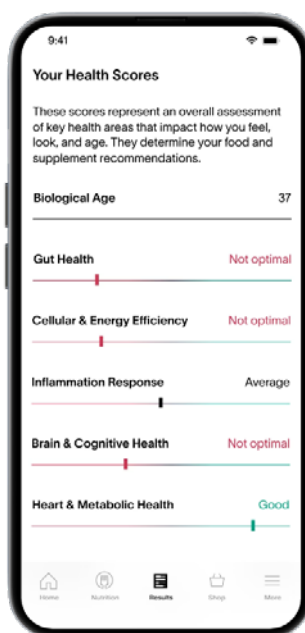 9:41
Your Health Scores
These scores represent an overall assessment
of key health areas that impact how you feel,
look, and age. They determine your food and
supplement recommendations.
Biological Age 37
Gut Health Not optimal
Cellular & Energy Efficiency Not optimal
Inflammation Response Average
Brain & Cognitive Health Not optimal
Heart & Metabolic Health Good
Home Nutrition Results Shop More